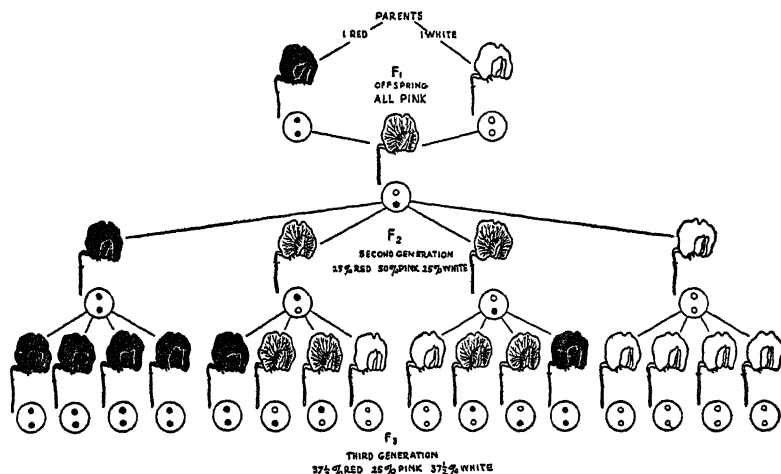 PARENTS
1 RED 1 WHITE
F1
OFFSPRING
ALL PINK
F2
SECOND GENERATION
25% RED 50% PINK 25% WHITE
F3
THIRD GENERATION
37½% RED 25% PINK 37½% WHITE